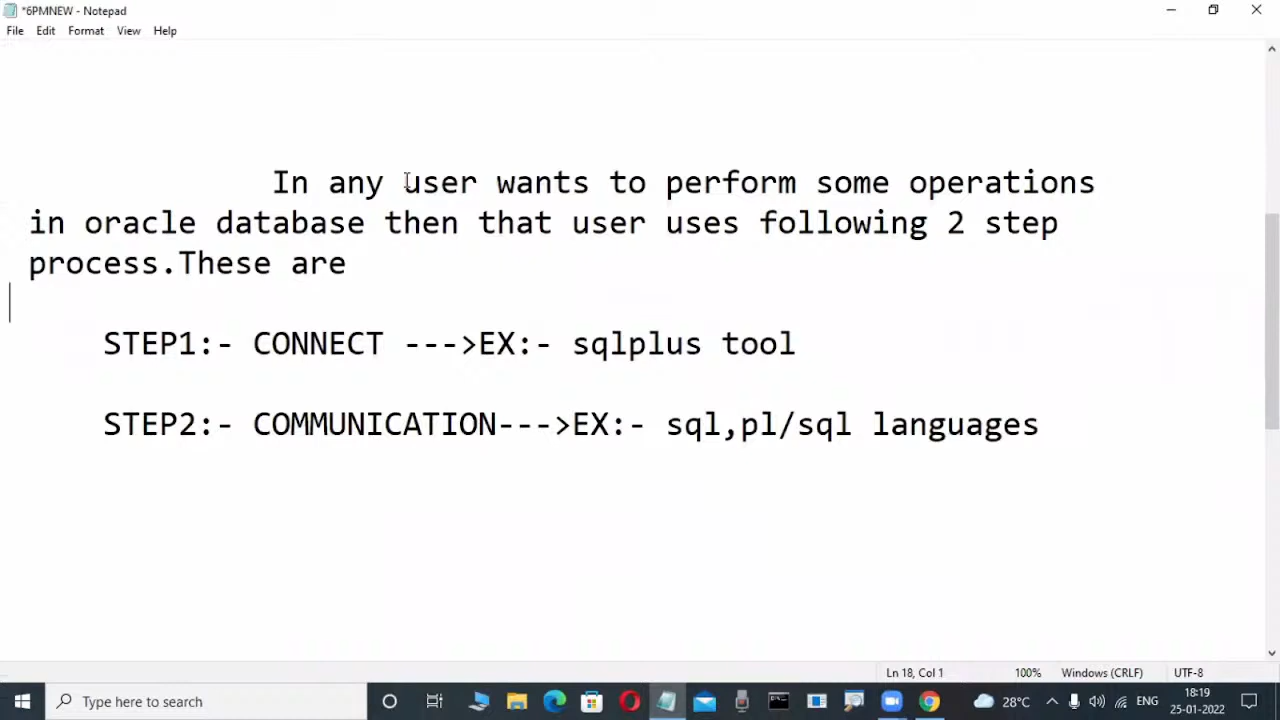 *6PMNEW - Notepad
File Edit Format View Help
In any user wants to perform some operations
in oracle database then that user uses following 2 step
process.These are
STEP1:- CONNECT --->EX:- sqlplus tool
STEP2:- COMMUNICATION--->EX:- sql,pl/sql languages
Ln 18, Col 1 100% Windows (CRLF) UTF-8
Type here to search 28°C ENG 18:19
25-01-2022